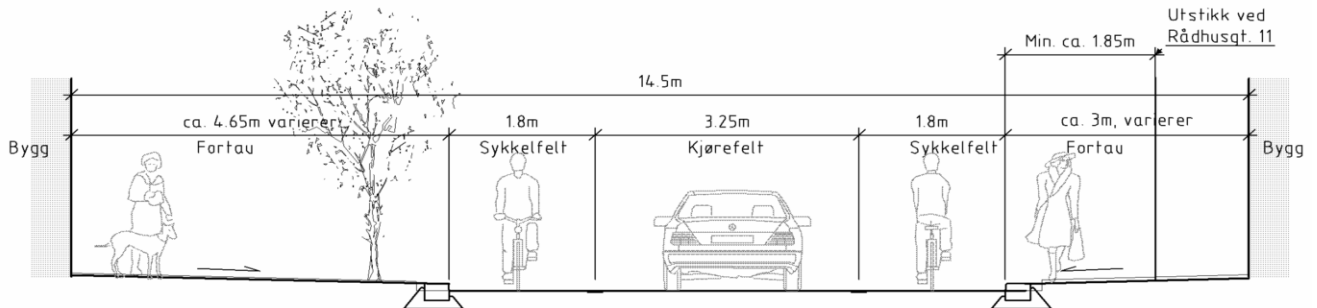 Utstikk ved
Rådhusgt. 11
Min. ca. 1.85m
14.5m
ca. 4.65m varierer
1.8m
3.25m
1.8m
ca. 3m, varierer
Bygg
Fortau
Sykkelfelt
Kjørefelt
Sykkelfelt
Fortau
Bygg